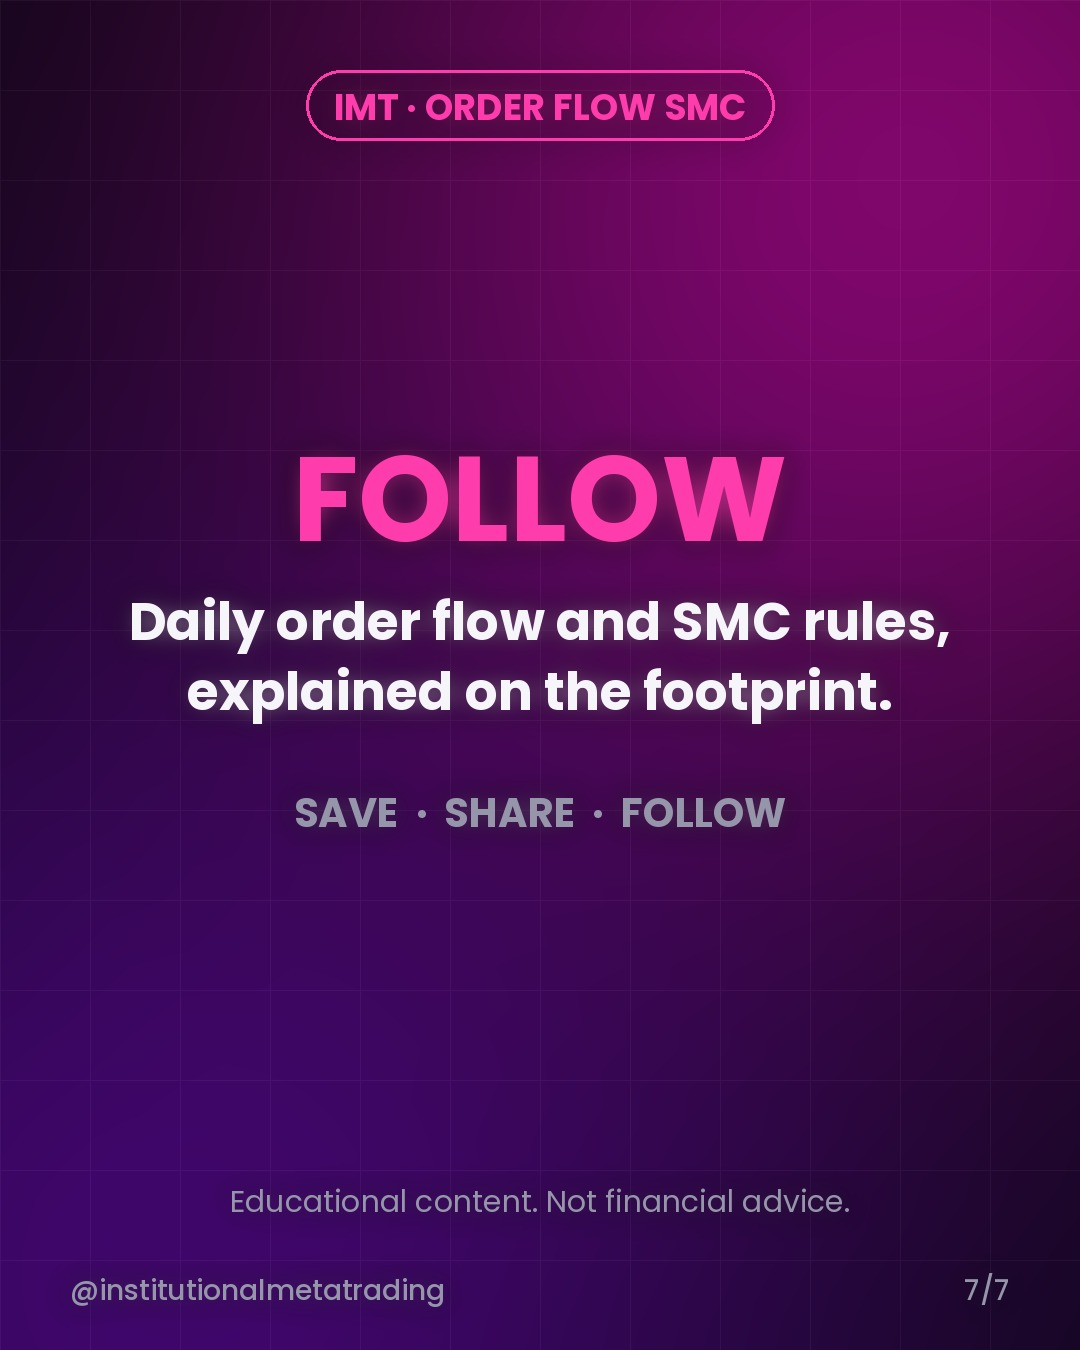 IMT · ORDER FLOW SMC
FOLLOW
Daily order flow and SMC rules,
explained on the footprint.
SAVE · SHARE · FOLLOW
Educational content. Not financial advice.
@institutionalmetatrading
7/7